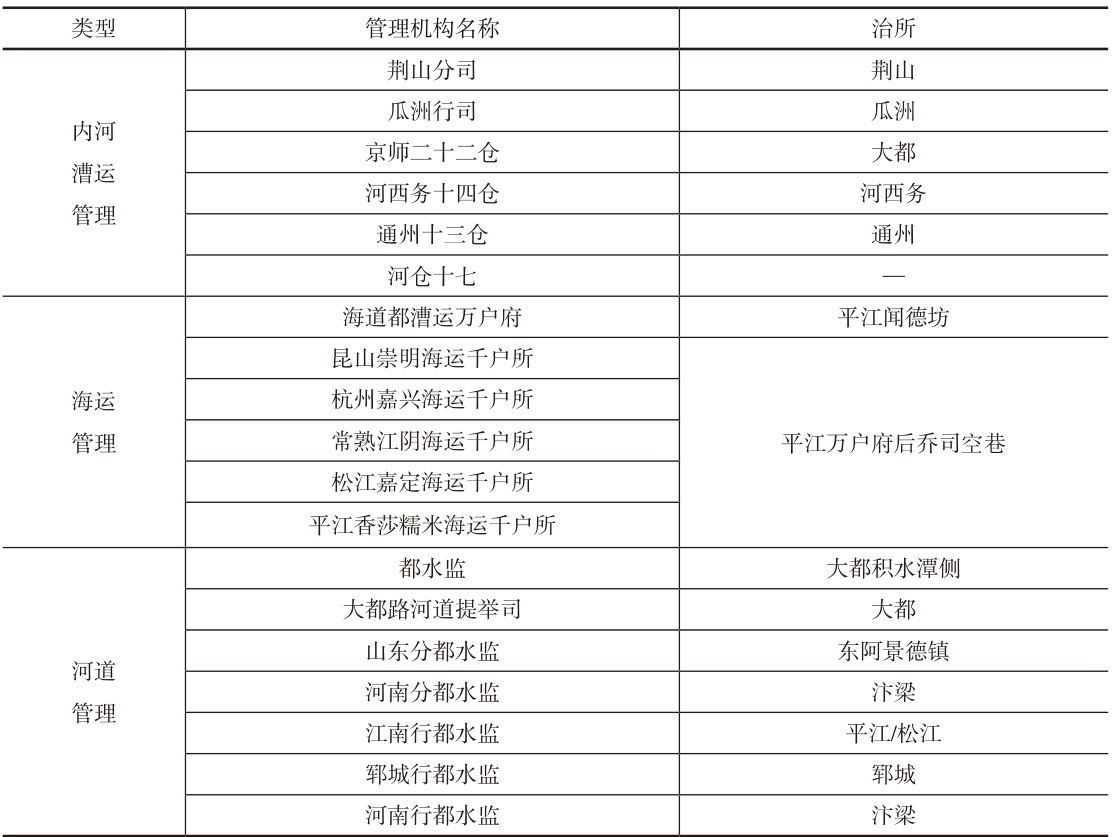 类型 管理机构名称 治所
内河
漕运
管理
荆山分司 荆山
瓜洲行司 瓜洲
京师二十二仓 大都
河西务十四仓 河西务
通州十三仓 通州
河仓十七 —
海运
管理
海道都漕运万户府 平江闻德坊
昆山崇明海运千户所
杭州嘉兴海运千户所
常熟江阴海运千户所
松江嘉定海运千户所
平江香莎糯米海运千户所
平江万户府后乔司空巷
河道
管理
都水监 大都积水潭侧
大都路河道提举司 大都
山东分都水监 东阿景德镇
河南分都水监 汴梁
江南行都水监 平江/松江
郓城行都水监 郓城
河南行都水监 汴梁